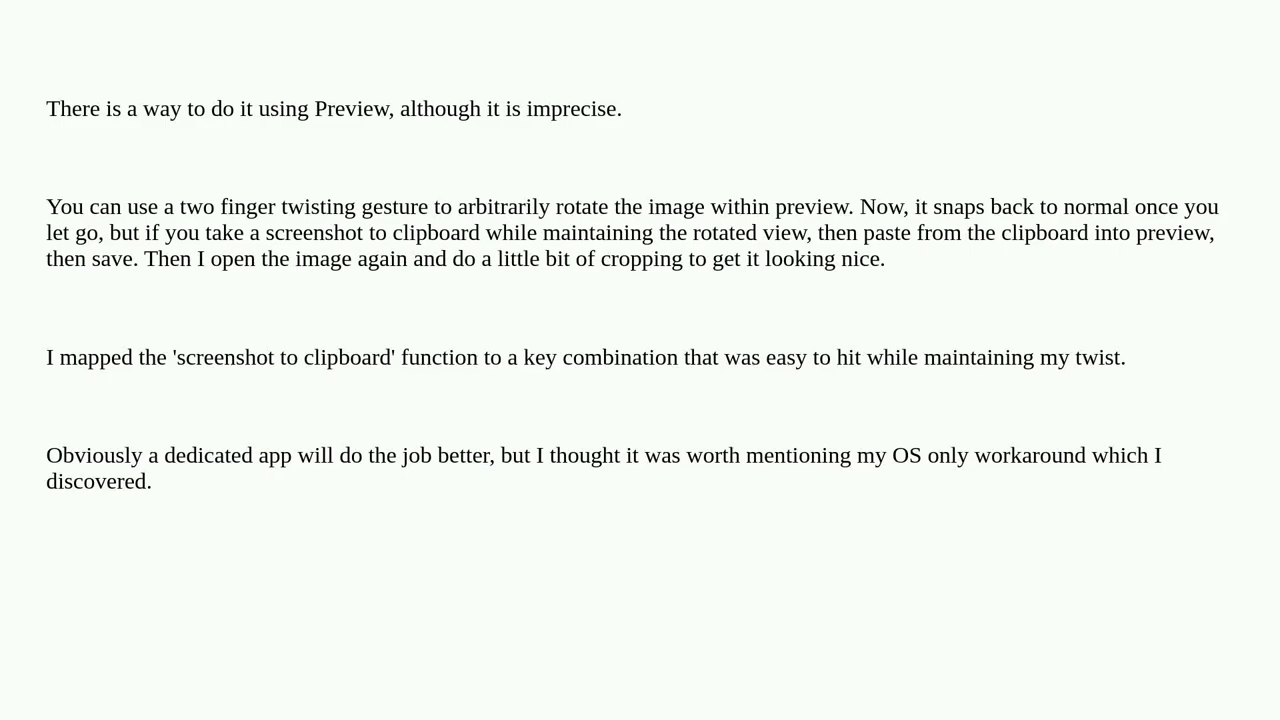 There is a way to do it using Preview, although it is imprecise.
You can use a two finger twisting gesture to arbitrarily rotate the image within preview. Now, it snaps back to normal once you
let go, but if you take a screenshot to clipboard while maintaining the rotated view, then paste from the clipboard into preview,
then save. Then I open the image again and do a little bit of cropping to get it looking nice.
I mapped the 'screenshot to clipboard' function to a key combination that was easy to hit while maintaining my twist.
Obviously a dedicated app will do the job better, but I thought it was worth mentioning my OS only workaround which I
discovered.